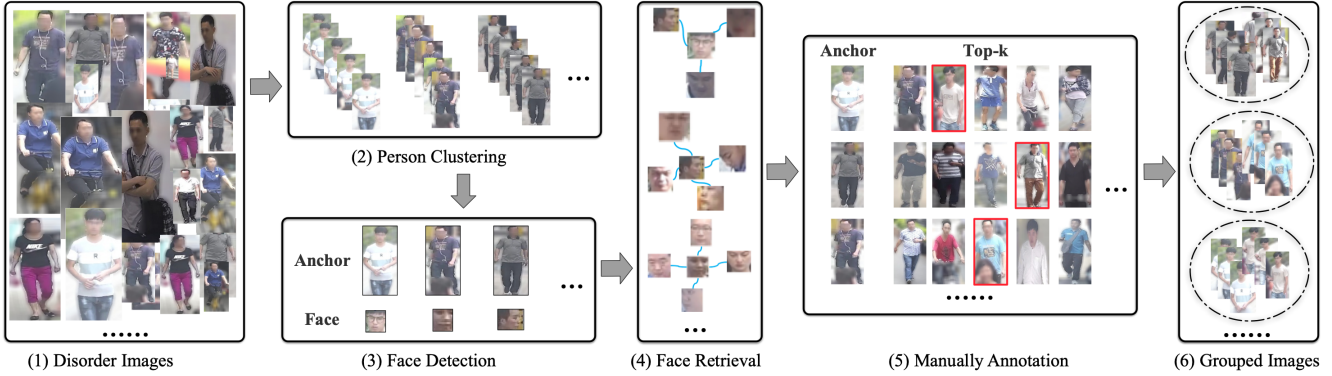 (1) Disorder Images
......
(2) Person Clustering
...
Anchor
Face
...
(3) Face Detection
...
(4) Face Retrieval
Anchor Top-k
...
......
(5) Manually Annotation
......
(6) Grouped Images